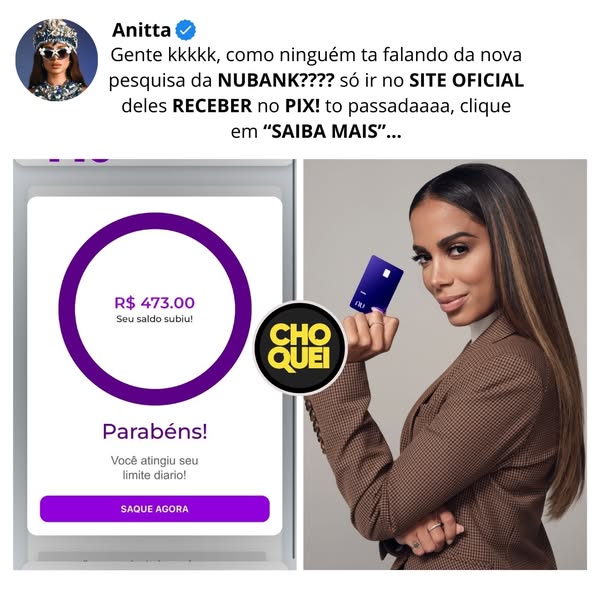 Anitta
Gente kkkkk, como ninguém ta falando da nova
pesquisa da NUBANK???? só ir no SITE OFICIAL
deles RECEBER no PIX! to passadaaaa, clique
em “SAIBA MAIS”...
R$ 473.00
Seu saldo subiu!
Parabéns!
Você atingiu seu
limite diario!
SAQUE AGORA
CHO
QUEI
nu